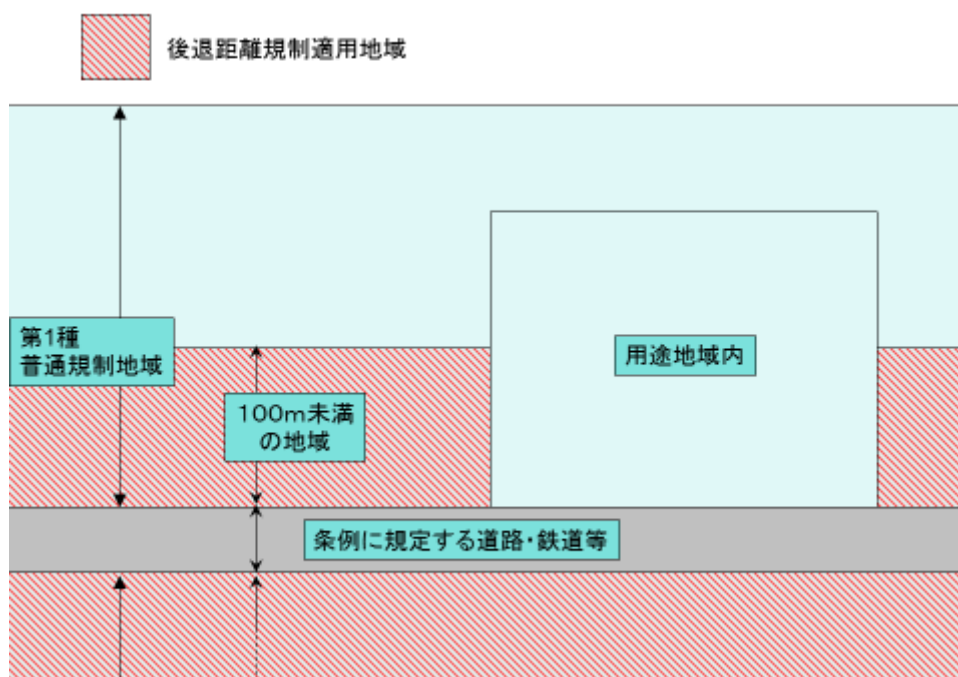 後退距離規制適用地域
第1種
普通規制地域
用途地域内
100m未満
の地域
条例に規定する道路・鉄道等